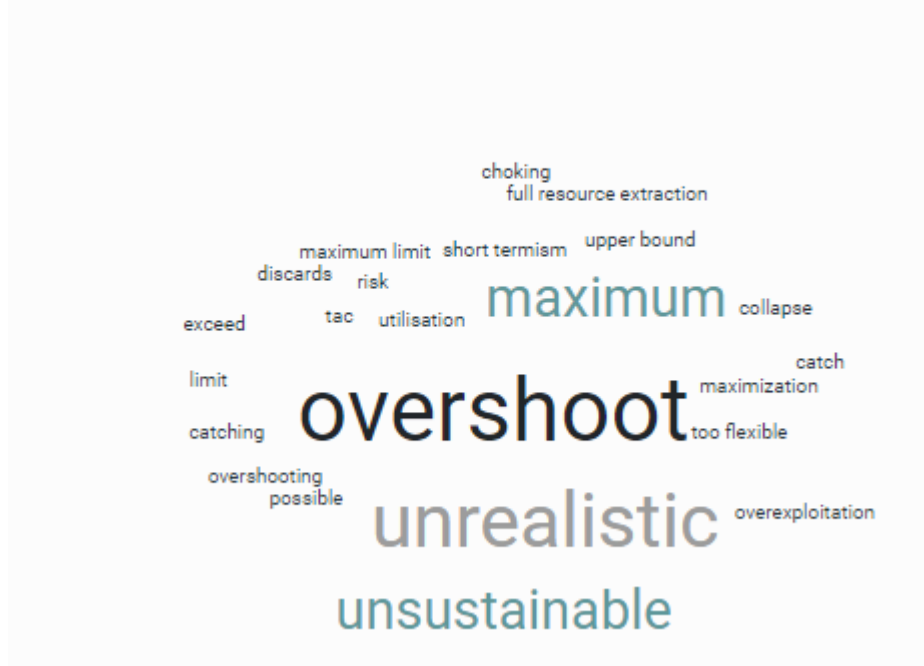 choking
full resource extraction
upper bound
maximum limit short termism
discards
risk
maximum
collapse
tac
utilisation
exceed
catch
limit
maximization
overshoot
catching
too flexible
overshooting
possible
unrealistic
overexploitation
unsustainable